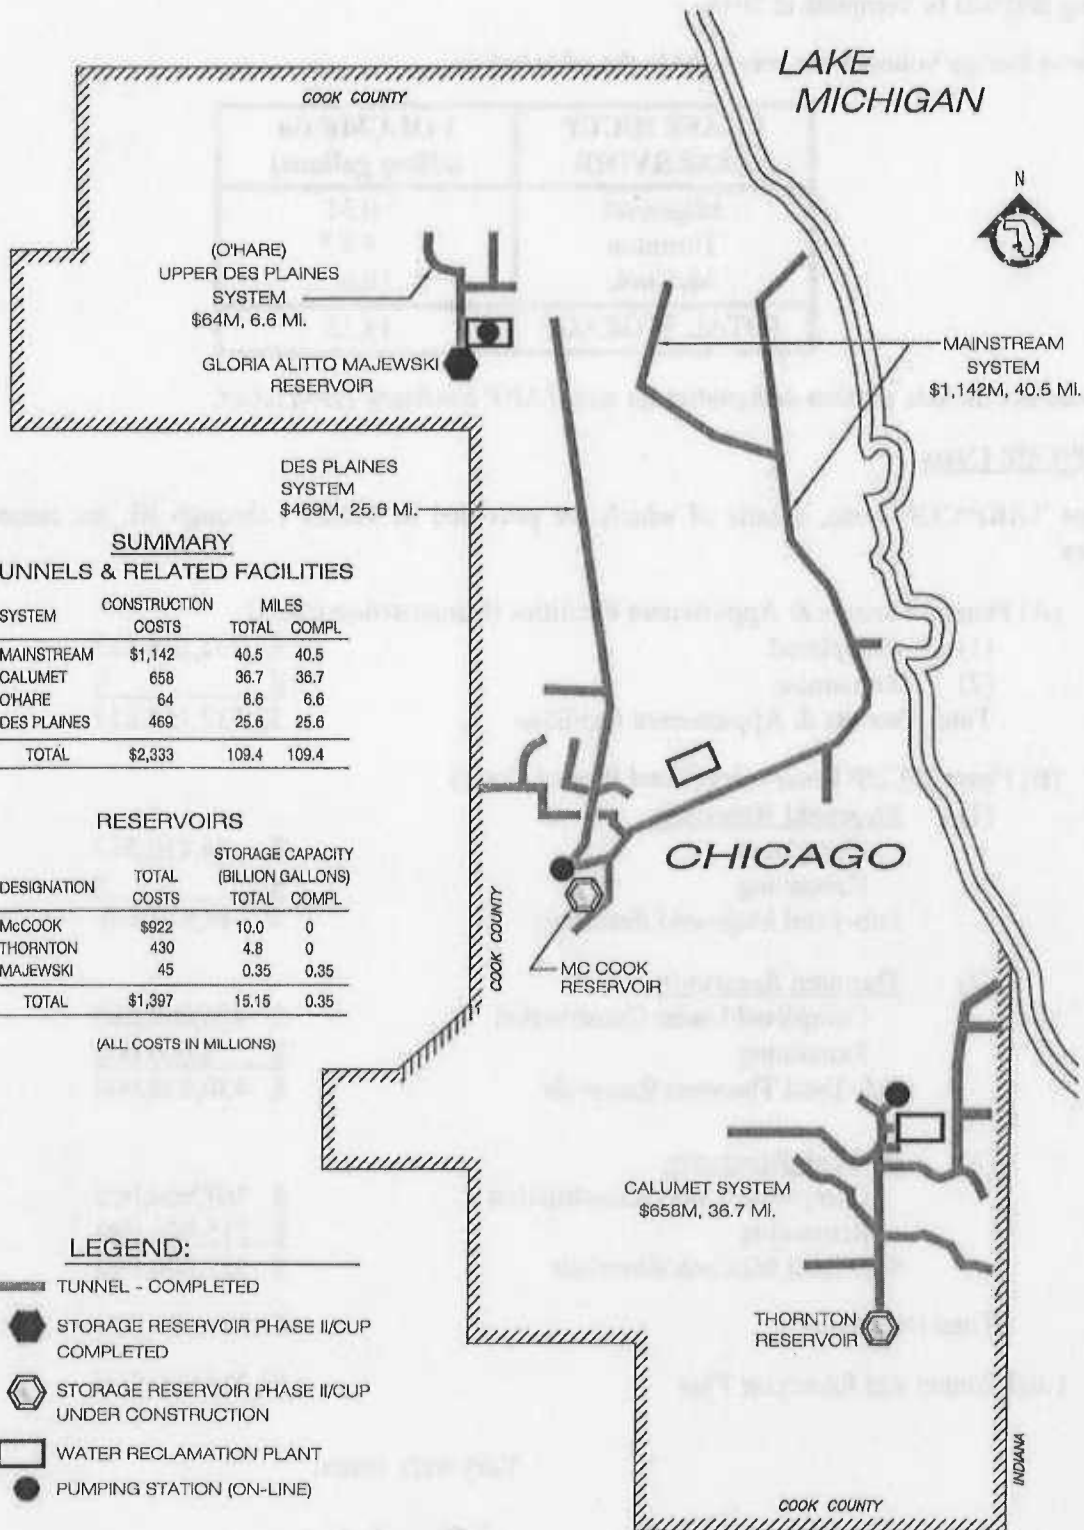 LAKE
MICHIGAN
COOK COUNTY
N
(O'HARE)
UPPER DES PLAINES
SYSTEM
$64M, 6.6 MI.
GLORIA ALITTO MAJEWSKI
RESERVOIR
MAINSTREAM
SYSTEM
$1,142M, 40.5 MI.
DES PLAINES
SYSTEM
$469M, 25.6 MI.
SUMMARY
UNNELS & RELATED FACILITIES
SYSTEM CONSTRUCTION COSTS MILES TOTAL COMPL
MAINSTREAM $1,142 40.5 40.5
CALUMET 658 36.7 36.7
O'HARE 64 6.6 6.6
DES PLAINES 469 25.6 25.6
TOTAL $2,333 109.4 109.4
RESERVOIRS
DESIGNATION TOTAL COSTS STORAGE CAPACITY (BILLION GALLONS) TOTAL COMPL
McCOOK $922 10.0 0
THORNTON 430 4.8 0
MAJEWSKI 45 0.35 0.35
TOTAL $1,397 15.15 0.35
(ALL COSTS IN MILLIONS)
CHICAGO
COOK COUNTY
MC COOK
RESERVOIR
CALUMET SYSTEM
$658M, 36.7 MI.
THORNTON
RESERVOIR
LEGEND:
TUNNEL - COMPLETED
STORAGE RESERVOIR PHASE II/CUP
COMPLETED
STORAGE RESERVOIR PHASE II/CUP
UNDER CONSTRUCTION
WATER RECLAMATION PLANT
PUMPING STATION (ON-LINE)
INDIANA
COOK COUNTY